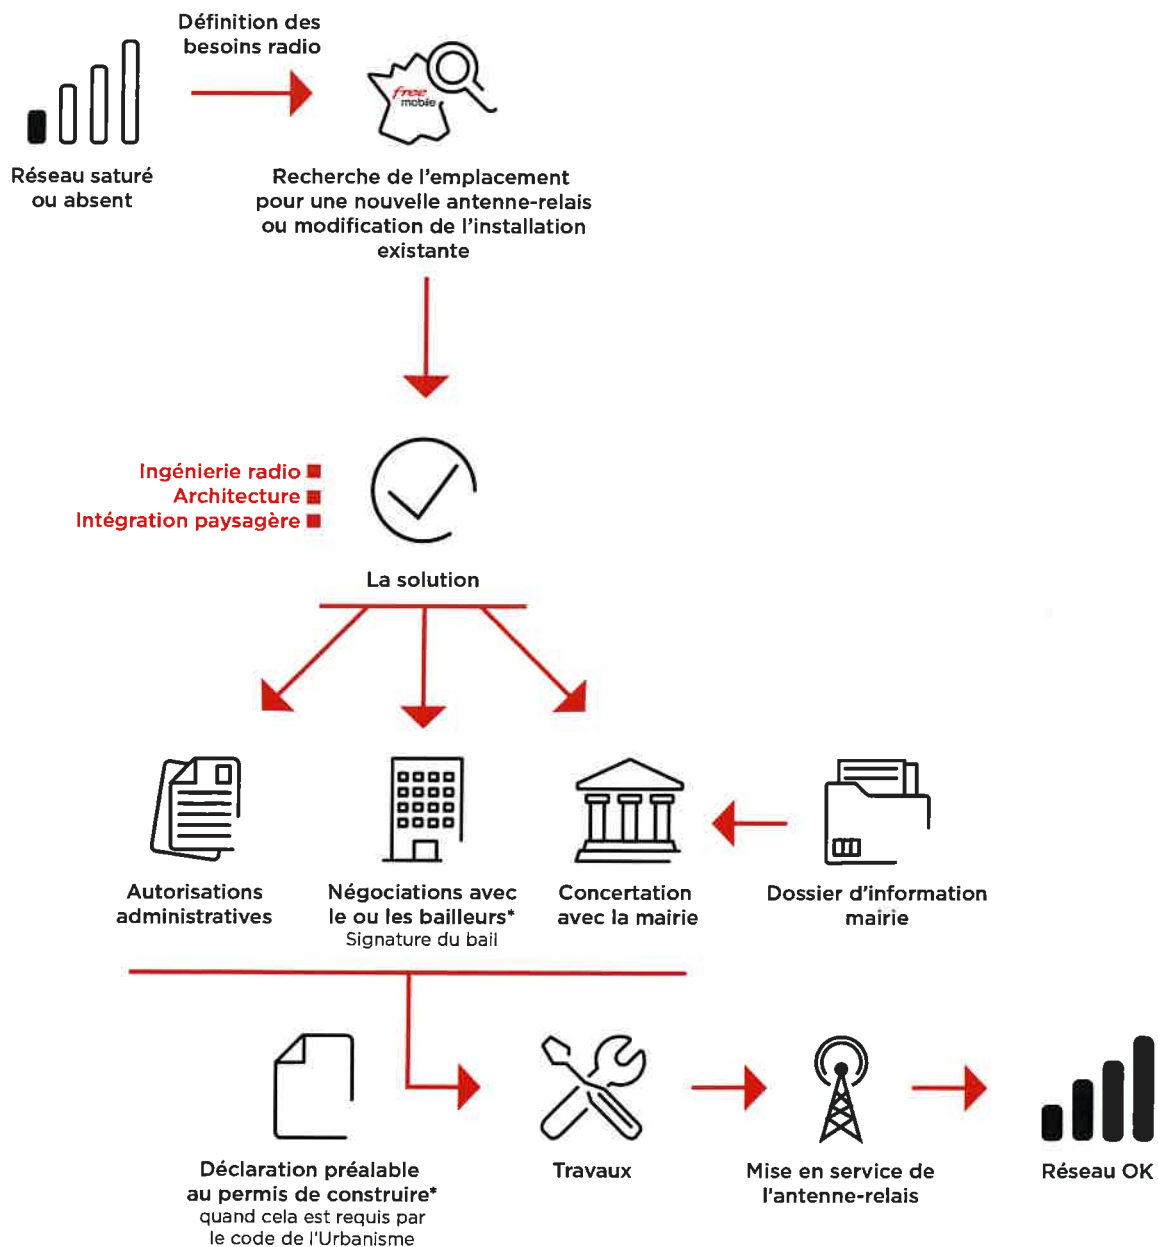 Définition des
besoins radio
free
mobile
Réseau saturé
ou absent
Recherche de l'emplacement
pour une nouvelle antenne-relais
ou modification de l'installation
existante
Ingénierie radio
Architecture
Intégration paysagère
La solution
Autorisations
administratives
Négociations avec
le ou les bailleurs*
Signature du bail
Concertation
avec la mairie
Dossier d'information
mairie
Déclaration préalable
au permis de construire*
quand cela est requis par
le code de l'Urbanisme
Travaux
Mise en service de
l'antenne-relais
Réseau OK